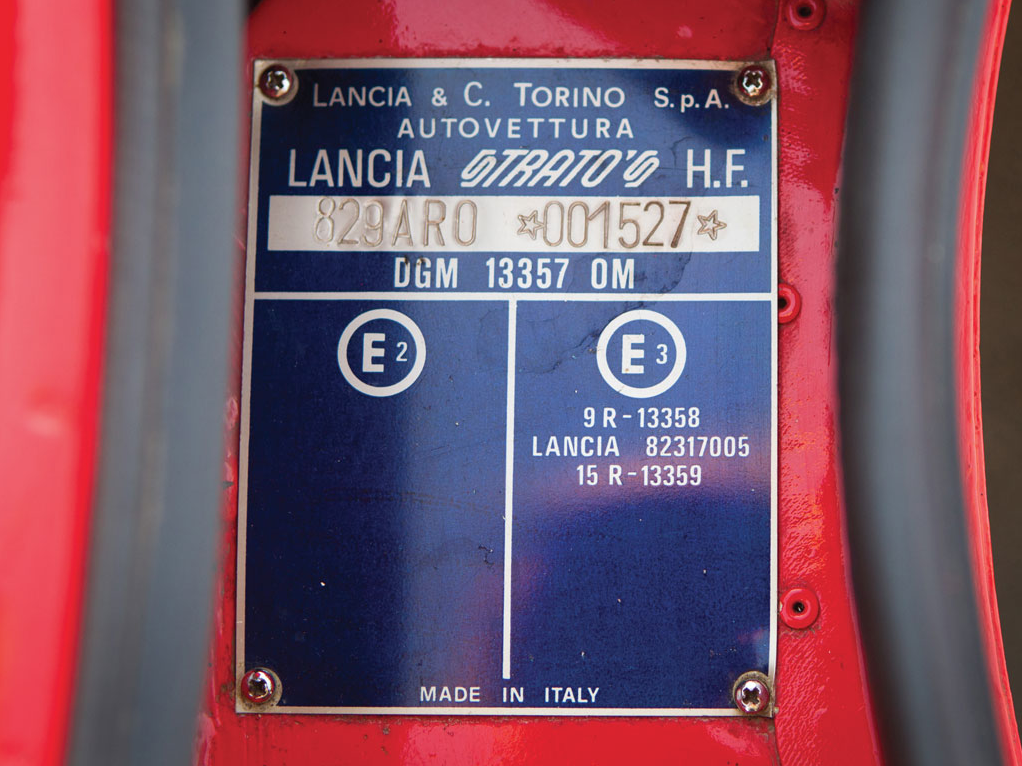 LANCIA & C. TORINO S.p.A.
AUTOVETTURA
LANCIA STRATO'S H.F.
829AR0 ☆001527☆
DGM 13357 OM
E2 E3
9 R-13358
LANCIA 82317005
15 R-13359
MADE IN ITALY